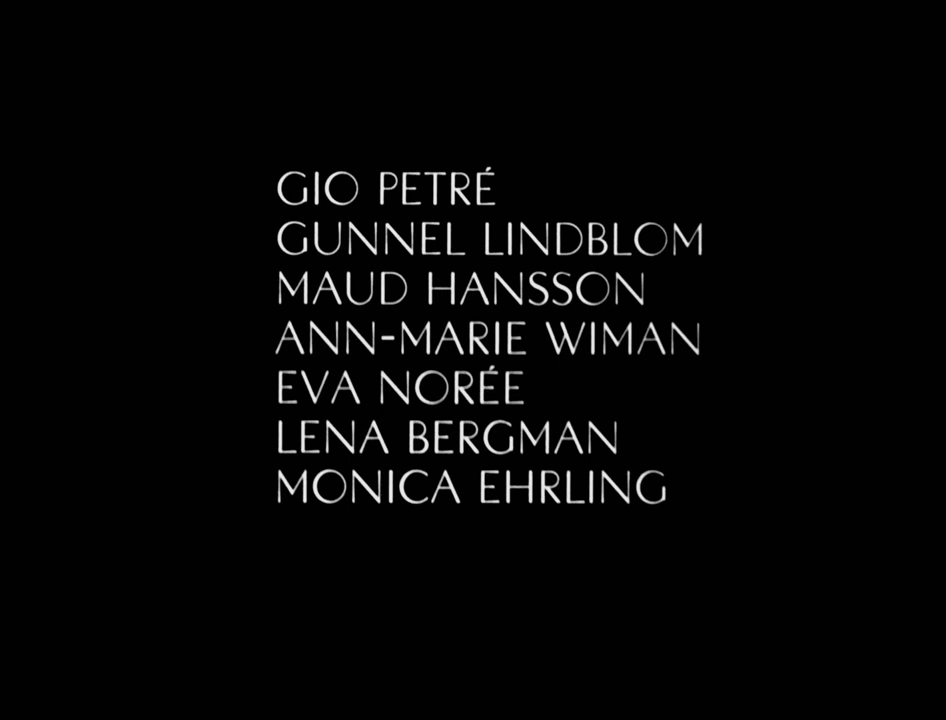 GIO PETRÉ
GUNNEL LINDBLOM
MAUD HANSSON
ANN-MARIE WIMAN
EVA NORÉE
LENA BERGMAN
MONICA EHRLING